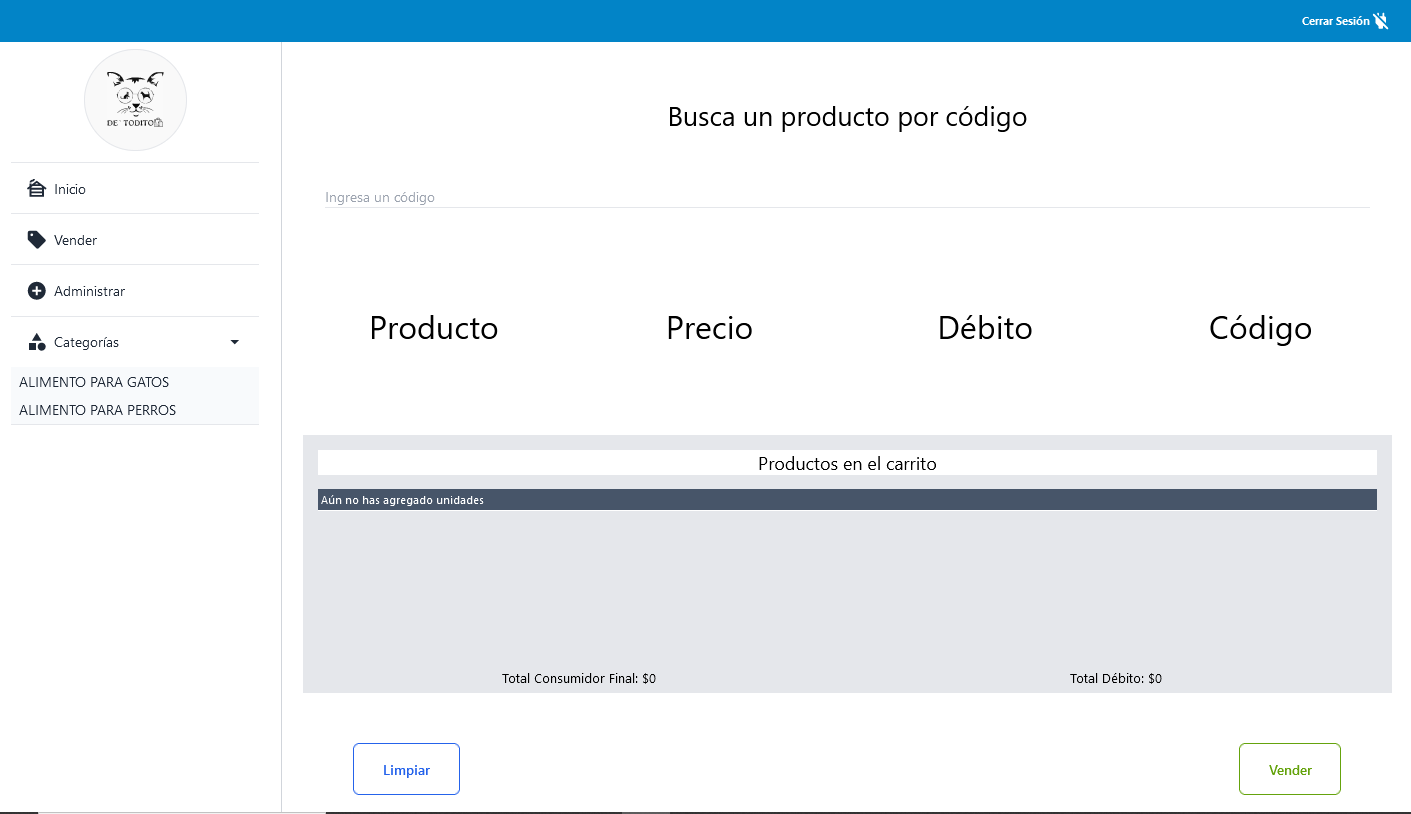 Cerrar Sesión
DE' TODITO
Inicio
Vender
Administrar
Categorías
ALIMENTO PARA GATOS
ALIMENTO PARA PERROS
Busca un producto por código
Ingresa un código
Producto Precio Débito Código
Productos en el carrito
Aún no has agregado unidades
Total Consumidor Final: $0 Total Débito: $0
Limpiar Vender